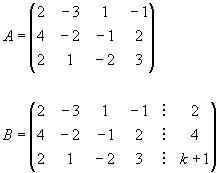 A = ( 2 −3 1 −1
4 −2 −1 2
2 1 −2 3 )
B = ( 2 −3 1 −1 ⋮ 2
4 −2 −1 2 ⋮ 4
2 1 −2 3 ⋮ k + 1 )